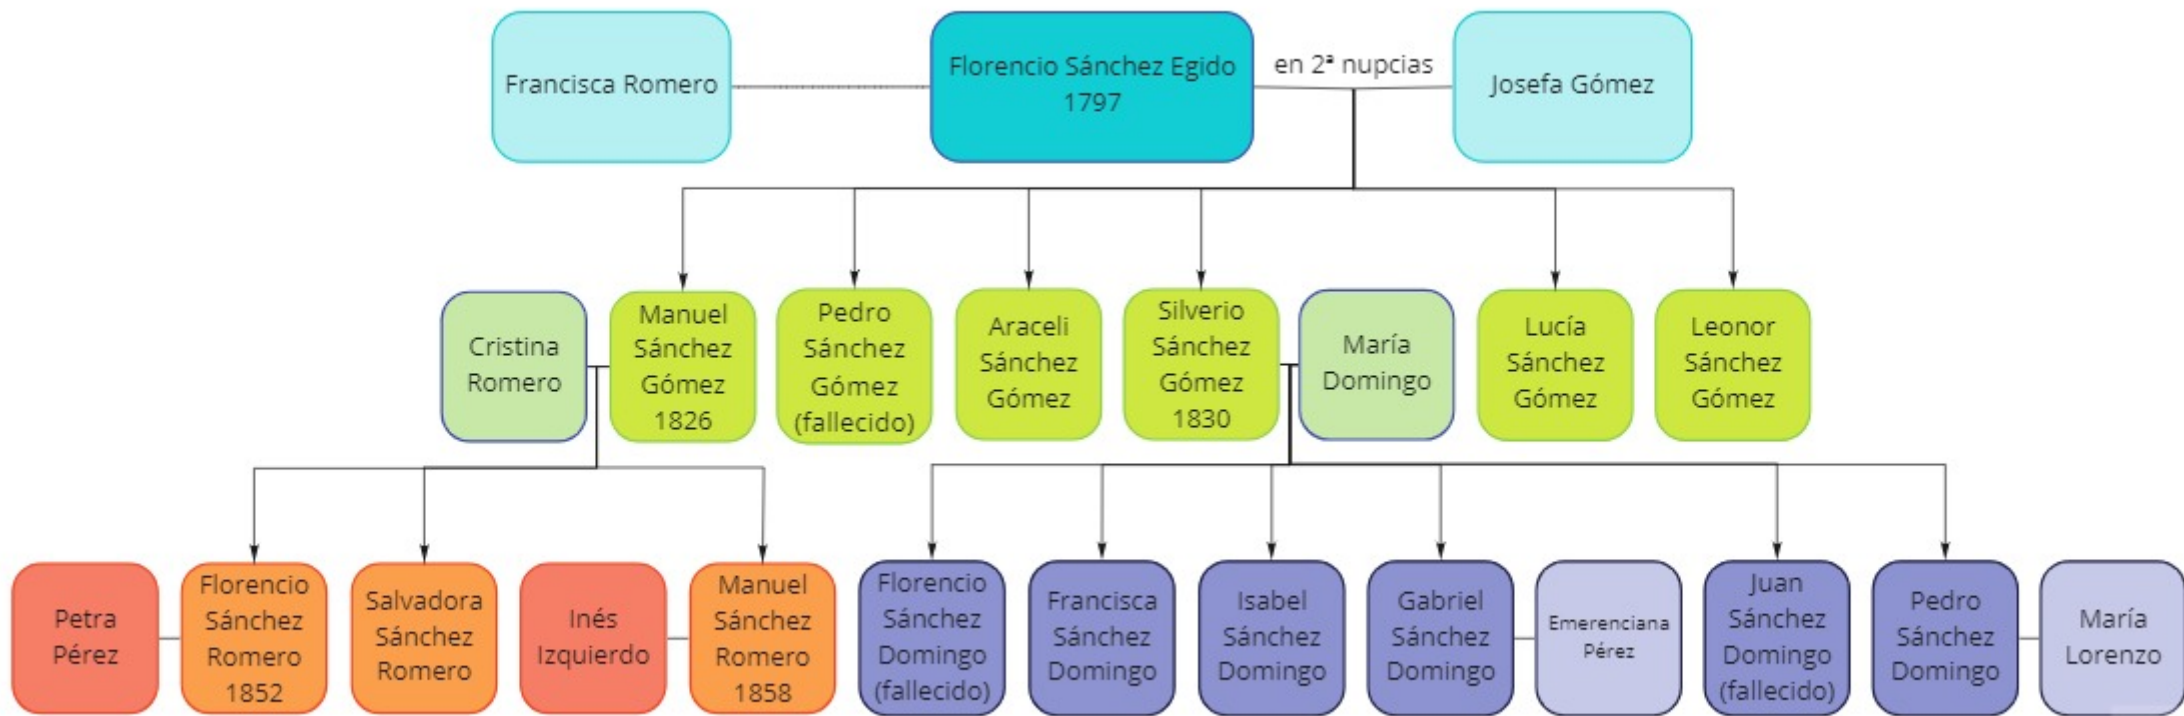 Francisca Romero
Florencio Sánchez Egido
1797
en 2ª nupcias
Josefa Gómez
Cristina
Romero
Manuel
Sánchez
Gómez
1826
Pedro
Sánchez
Gómez
(fallecido)
Araceli
Sánchez
Gómez
Silverio
Sánchez
Gómez
1830
María
Domingo
Lucía
Sánchez
Gómez
Leonor
Sánchez
Gómez
Petra
Pérez
Florencio
Sánchez
Romero
1852
Salvadora
Sánchez
Romero
Inés
Izquierdo
Manuel
Sánchez
Romero
1858
Florencio
Sánchez
Domingo
(fallecido)
Francisca
Sánchez
Domingo
Isabel
Sánchez
Domingo
Gabriel
Sánchez
Domingo
Emerenciana
Pérez
Juan
Sánchez
Domingo
(fallecido)
Pedro
Sánchez
Domingo
María
Lorenzo